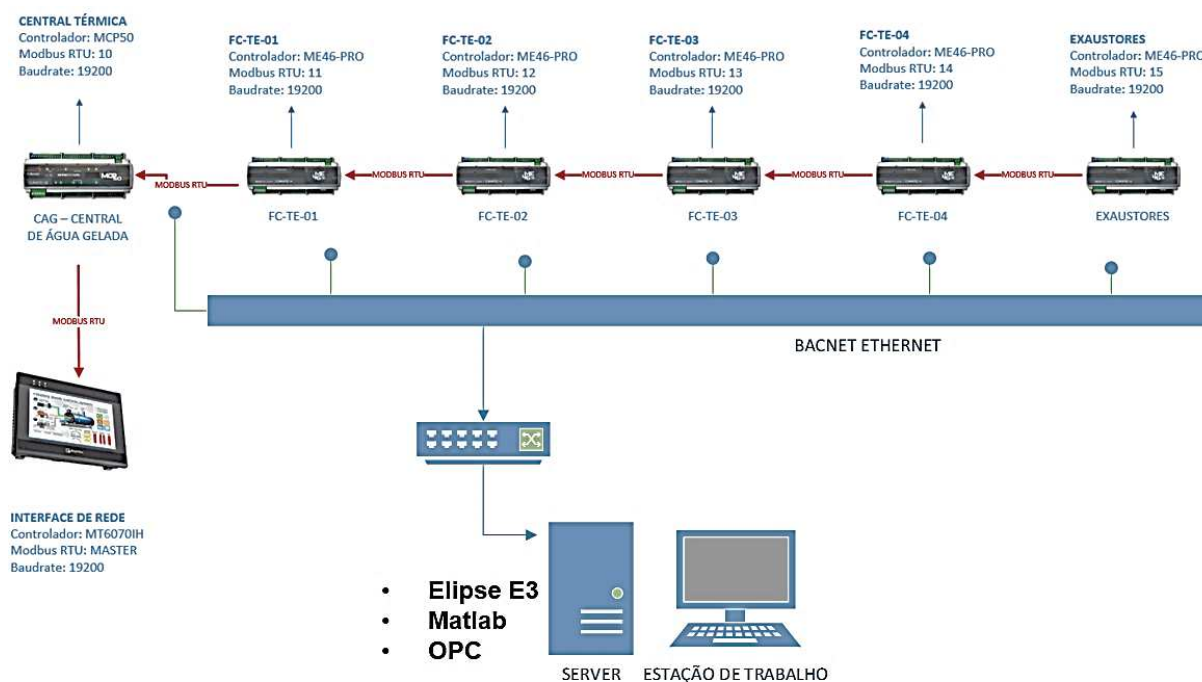 CENTRAL TÉRMICA
Controlador: MCP50
Modbus RTU: 10
Baudrate: 19200
FC-TE-01
Controlador: ME46-PRO
Modbus RTU: 11
Baudrate: 19200
FC-TE-02
Controlador: ME46-PRO
Modbus RTU: 12
Baudrate: 19200
FC-TE-03
Controlador: ME46-PRO
Modbus RTU: 13
Baudrate: 19200
FC-TE-04
Controlador: ME46-PRO
Modbus RTU: 14
Baudrate: 19200
EXAUSTORES
Controlador: ME46-PRO
Modbus RTU: 15
Baudrate: 19200
MODBUS RTU
MODBUS RTU
MODBUS RTU
MODBUS RTU
MODBUS RTU
CAG – CENTRAL
DE ÁGUA GELADA
FC-TE-01
FC-TE-02
FC-TE-03
FC-TE-04
EXAUSTORES
MODBUS RTU
BACNET ETHERNET
INTERFACE DE REDE
Controlador: MT6070IH
Modbus RTU: MASTER
Baudrate: 19200
• Elipse E3
• Matlab
• OPC
SERVER
ESTAÇÃO DE TRABALHO